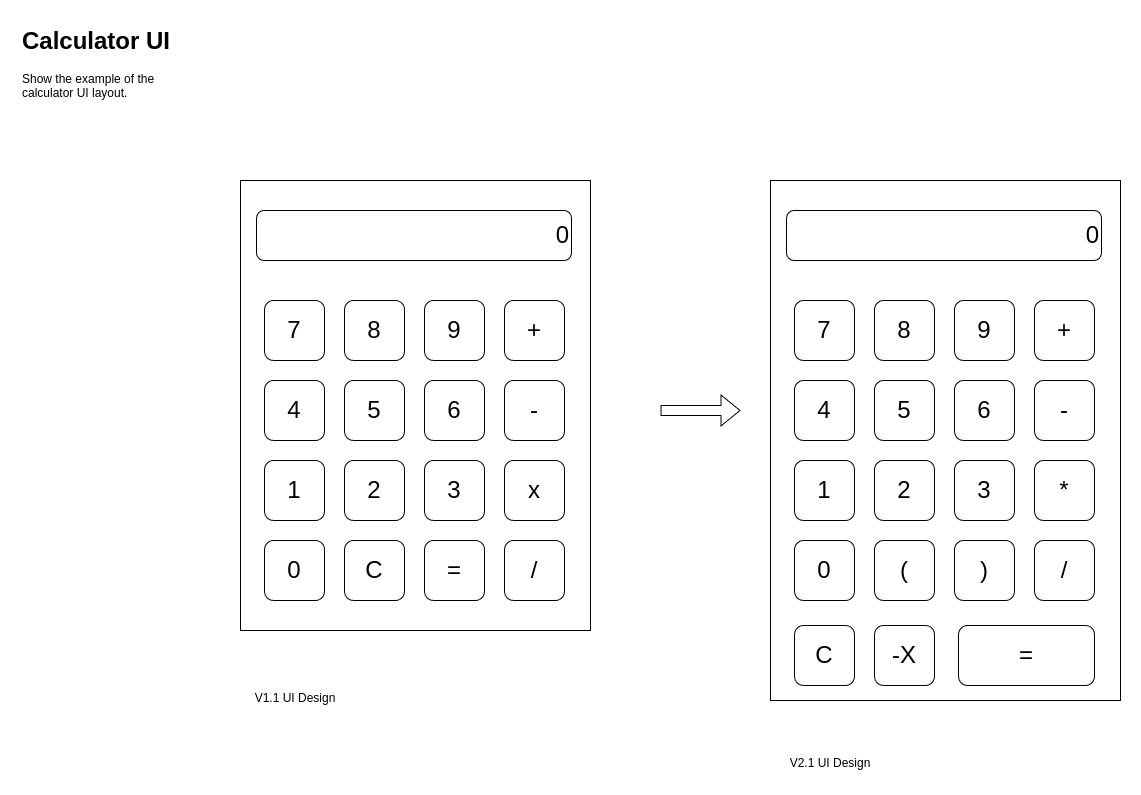 Calculator UI
Show the example of the
calculator UI layout.
0
7 8 9 +
4 5 6 -
1 2 3 x
0 C = /
V1.1 UI Design
0
7 8 9 +
4 5 6 -
1 2 3 *
0 ( ) /
C -X =
V2.1 UI Design